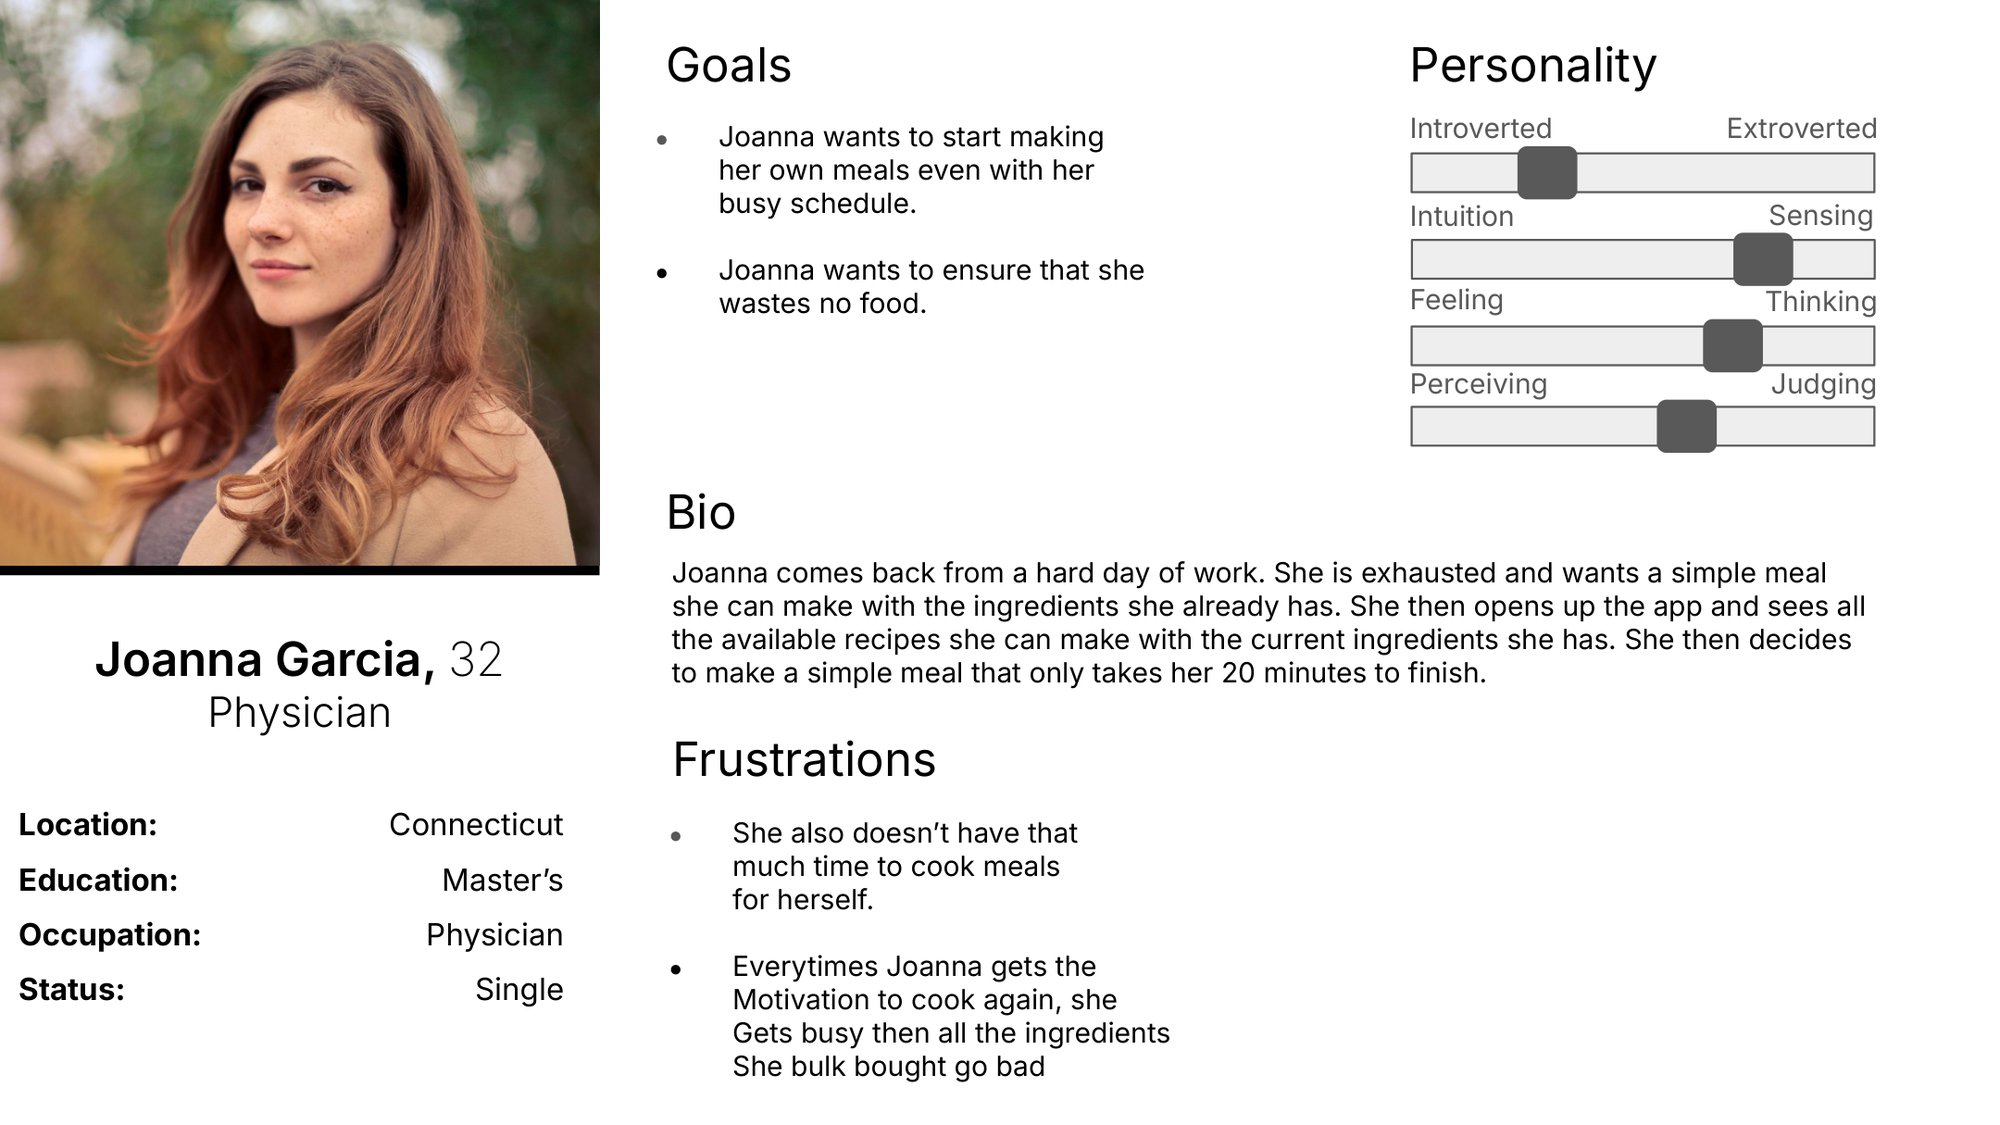 Joanna Garcia, 32
Physician
Location: Connecticut
Education: Master’s
Occupation: Physician
Status: Single
Goals
• Joanna wants to start making
her own meals even with her
busy schedule.
• Joanna wants to ensure that she
wastes no food.
Personality
Introverted Extroverted
Intuition Sensing
Feeling Thinking
Perceiving Judging
Bio
Joanna comes back from a hard day of work. She is exhausted and wants a simple meal
she can make with the ingredients she already has. She then opens up the app and sees all
the available recipes she can make with the current ingredients she has. She then decides
to make a simple meal that only takes her 20 minutes to finish.
Frustrations
• She also doesn’t have that
much time to cook meals
for herself.
• Everytimes Joanna gets the
Motivation to cook again, she
Gets busy then all the ingredients
She bulk bought go bad